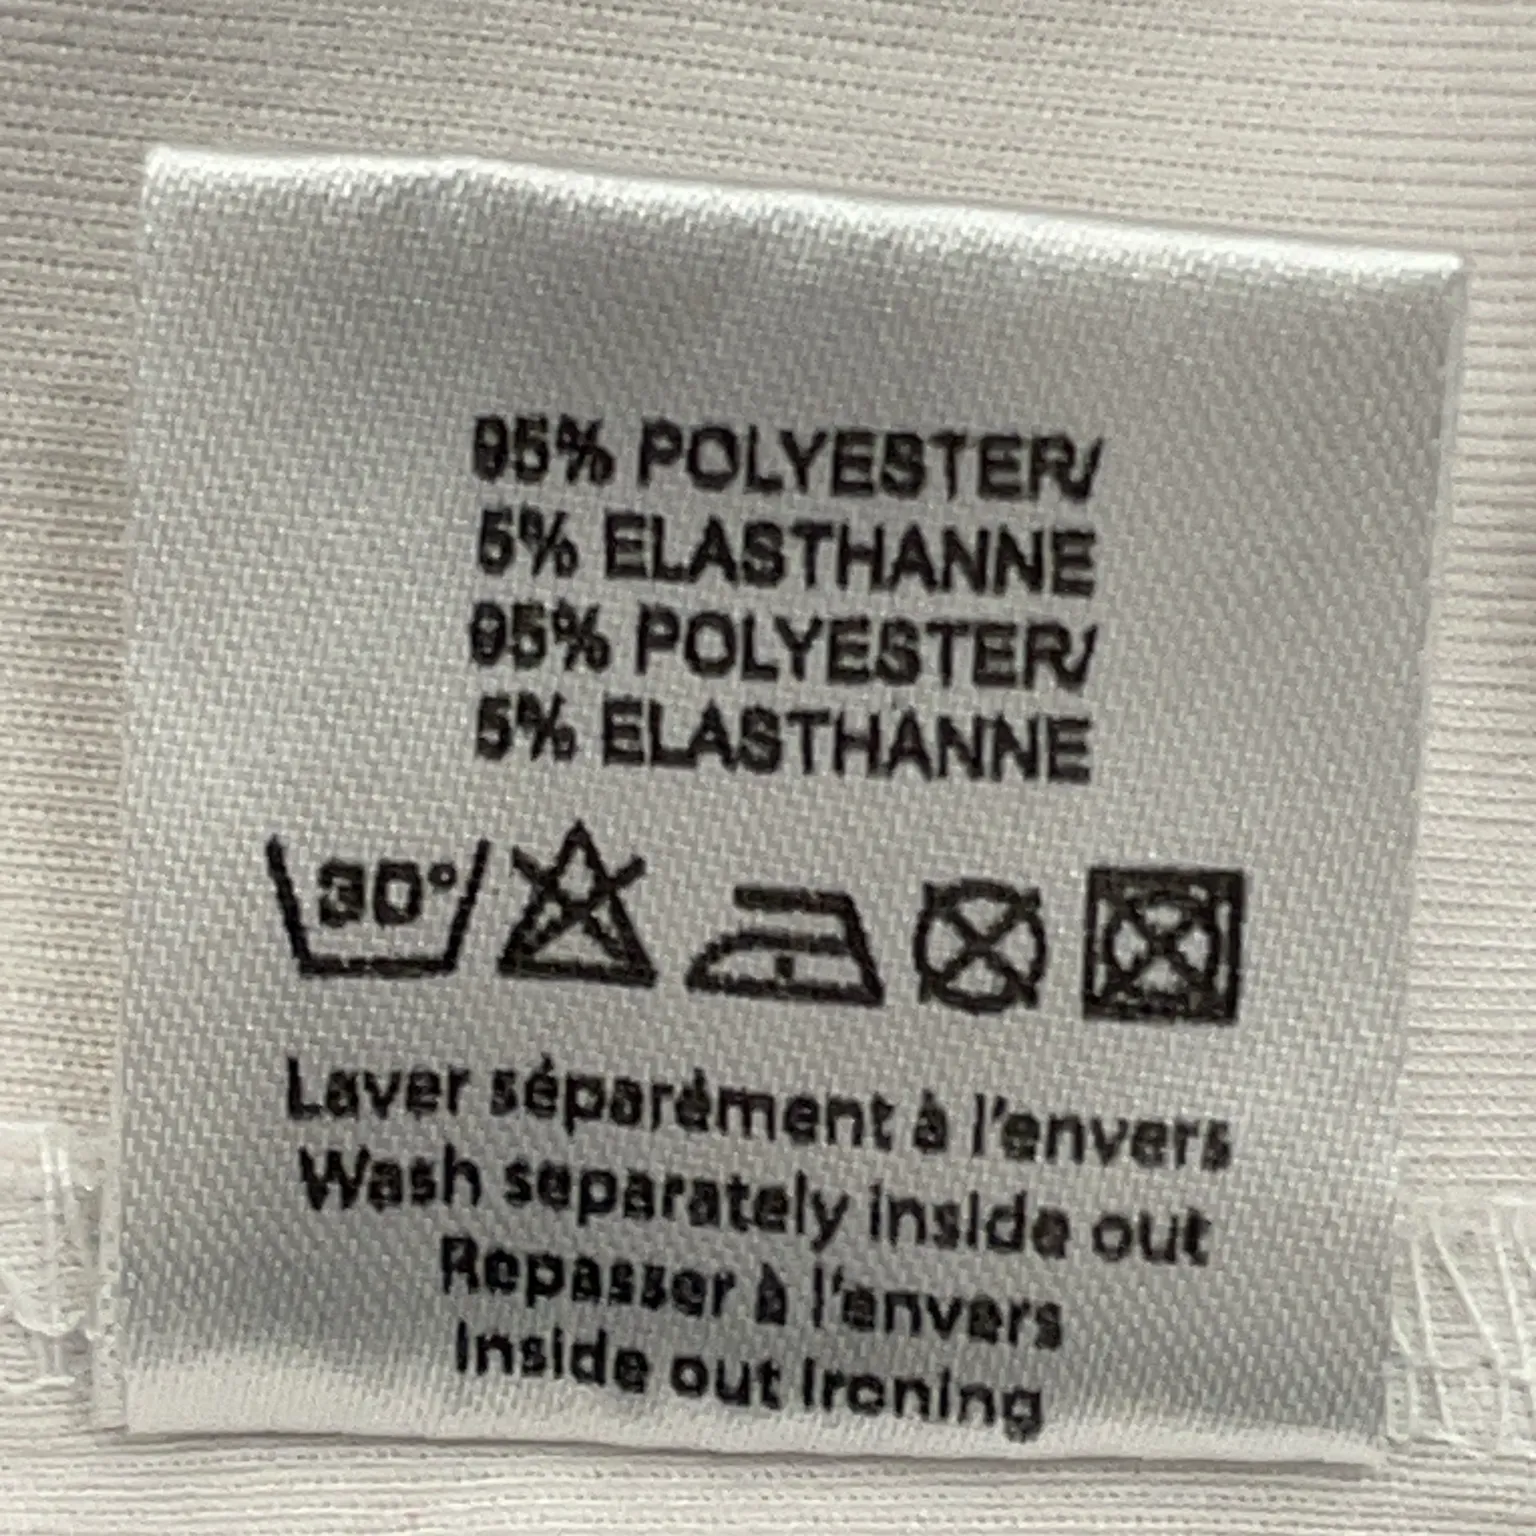 95% POLYESTER/
5% ELASTHANNE
95% POLYESTER/
5% ELASTHANNE
30°
Laver séparément à l'envers
Wash separately inside out
Repasser à l'envers
Inside out ironing